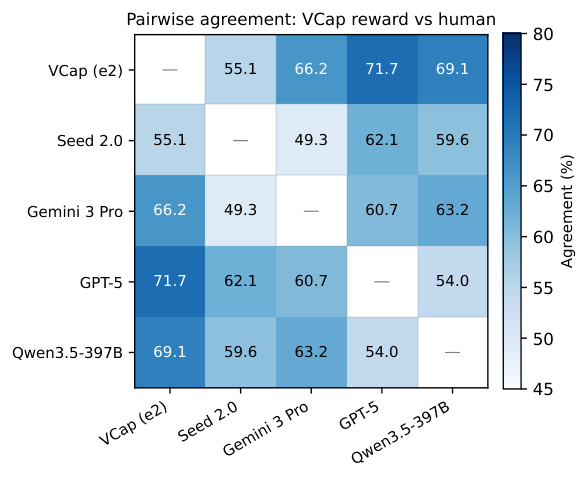 Pairwise agreement: VCap reward vs human
VCap (e2) — 55.1 66.2 71.7 69.1
Seed 2.0 55.1 — 49.3 62.1 59.6
Gemini 3 Pro 66.2 49.3 — 60.7 63.2
GPT-5 71.7 62.1 60.7 — 54.0
Qwen3.5-397B 69.1 59.6 63.2 54.0 —
VCap (e2) Seed 2.0 Gemini 3 Pro GPT-5 Qwen3.5-397B
80
75
70
65
60
55
50
45
Agreement (%)